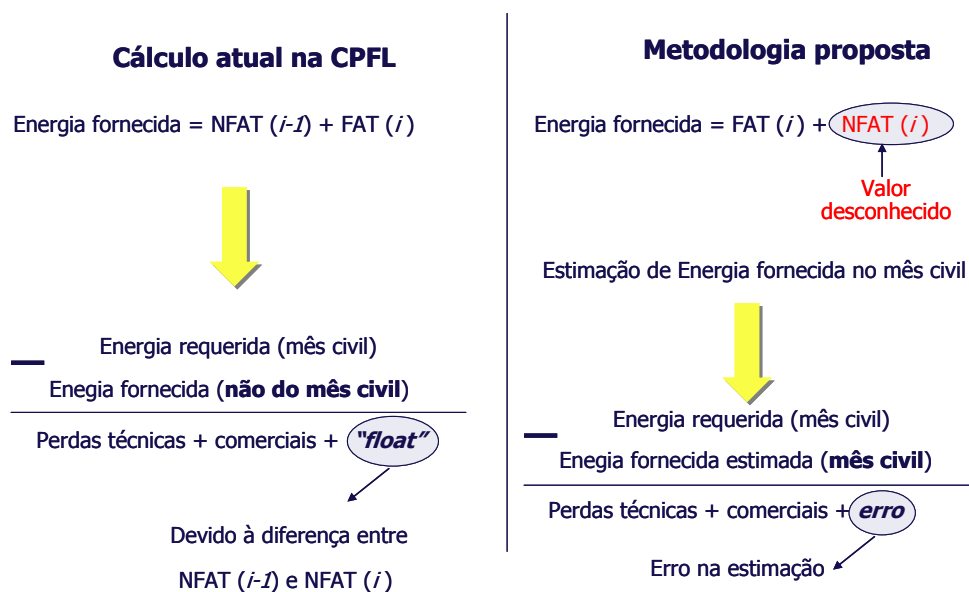 Cálculo atual na CPFL
Energia fornecida = NFAT (i-1) + FAT (i)
Energia requerida (mês civil)
Enegia fornecida (não do mês civil)
Perdas técnicas + comerciais + "float"
Devido à diferença entre
NFAT (i-1) e NFAT (i)
Metodologia proposta
Energia fornecida = FAT (i) + NFAT (i)
Valor
desconhecido
Estimação de Energia fornecida no mês civil
Energia requerida (mês civil)
Enegia fornecida estimada (mês civil)
Perdas técnicas + comerciais + erro
Erro na estimação